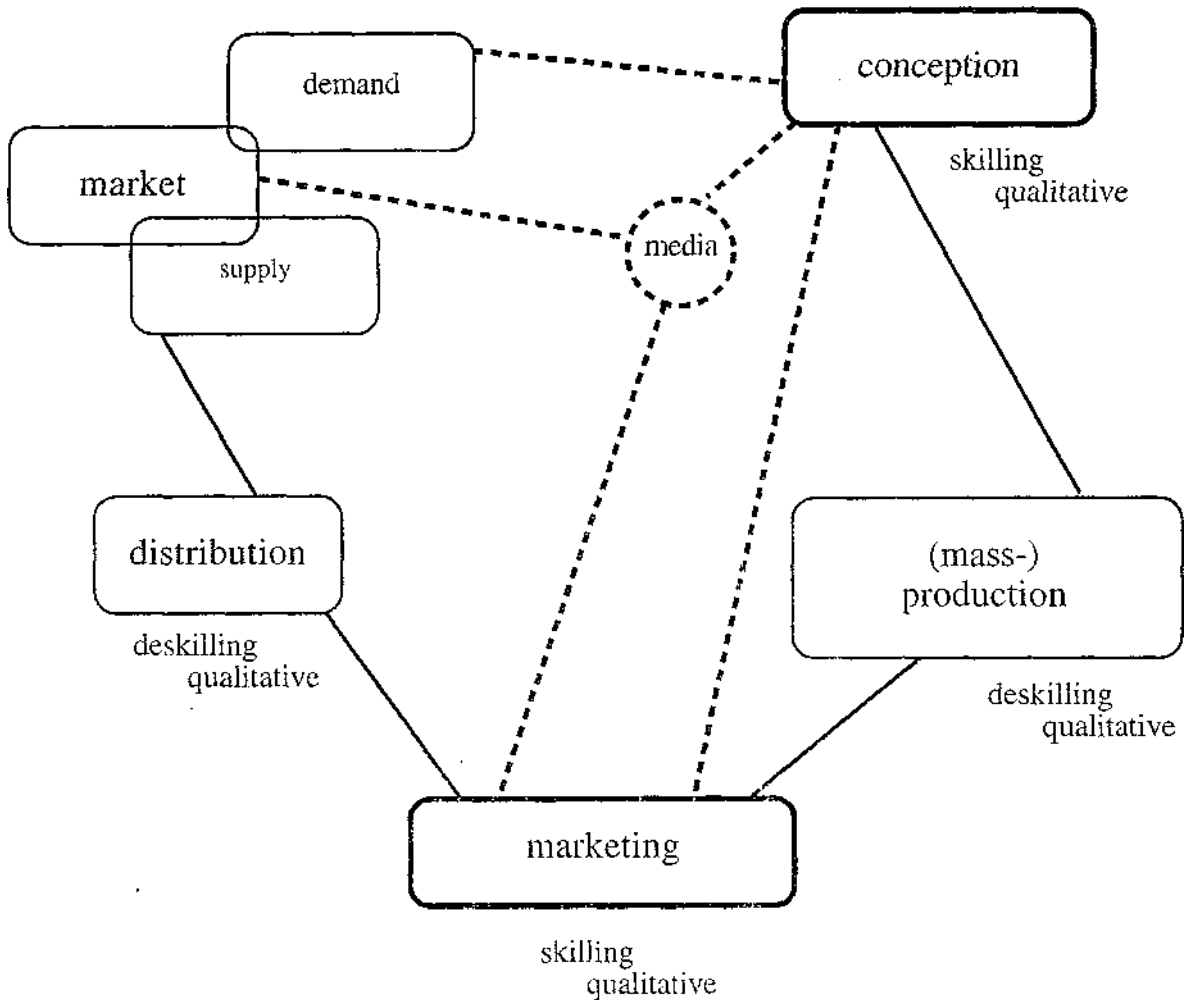 demand
conception
market
skilling
qualitative
media
supply
distribution
(mass-)
production
deskilling
qualitative
deskilling
qualitative
marketing
skilling
qualitative